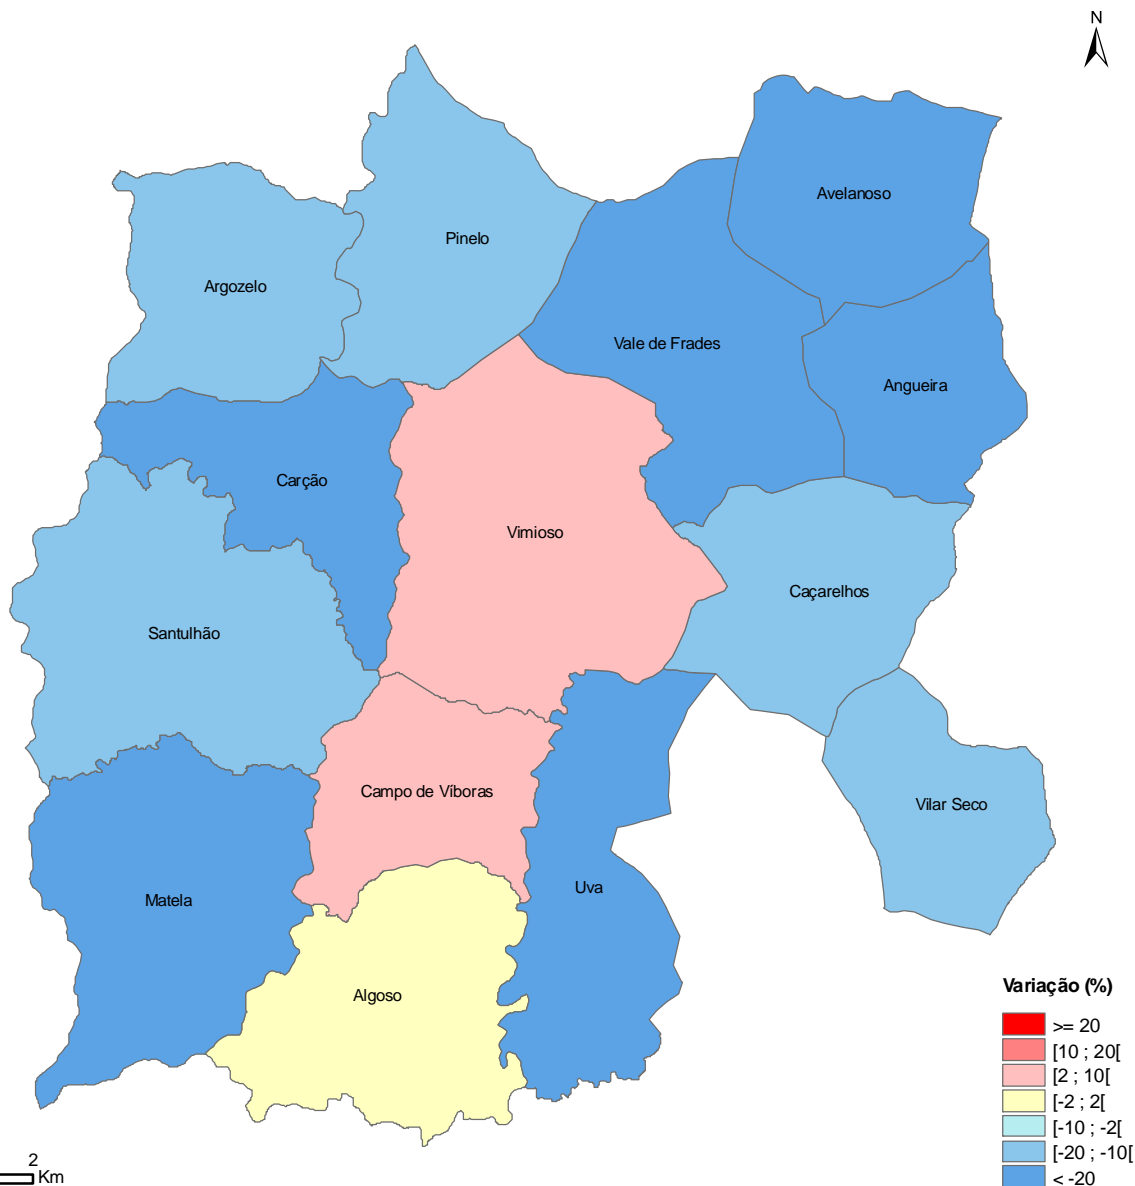 N
Avelanoso
Pinelo
Argozelo
Vale de Frades
Angueira
Carção
Vimioso
Caçarelhos
Santulhão
Campo de Víboras
Vilar Seco
Uva
Matela
Algoso
Variação (%)
>= 20
[10 ; 20[
[2 ; 10[
[-2 ; 2[
[-10 ; -2[
[-20 ; -10[
< -20
2
Km